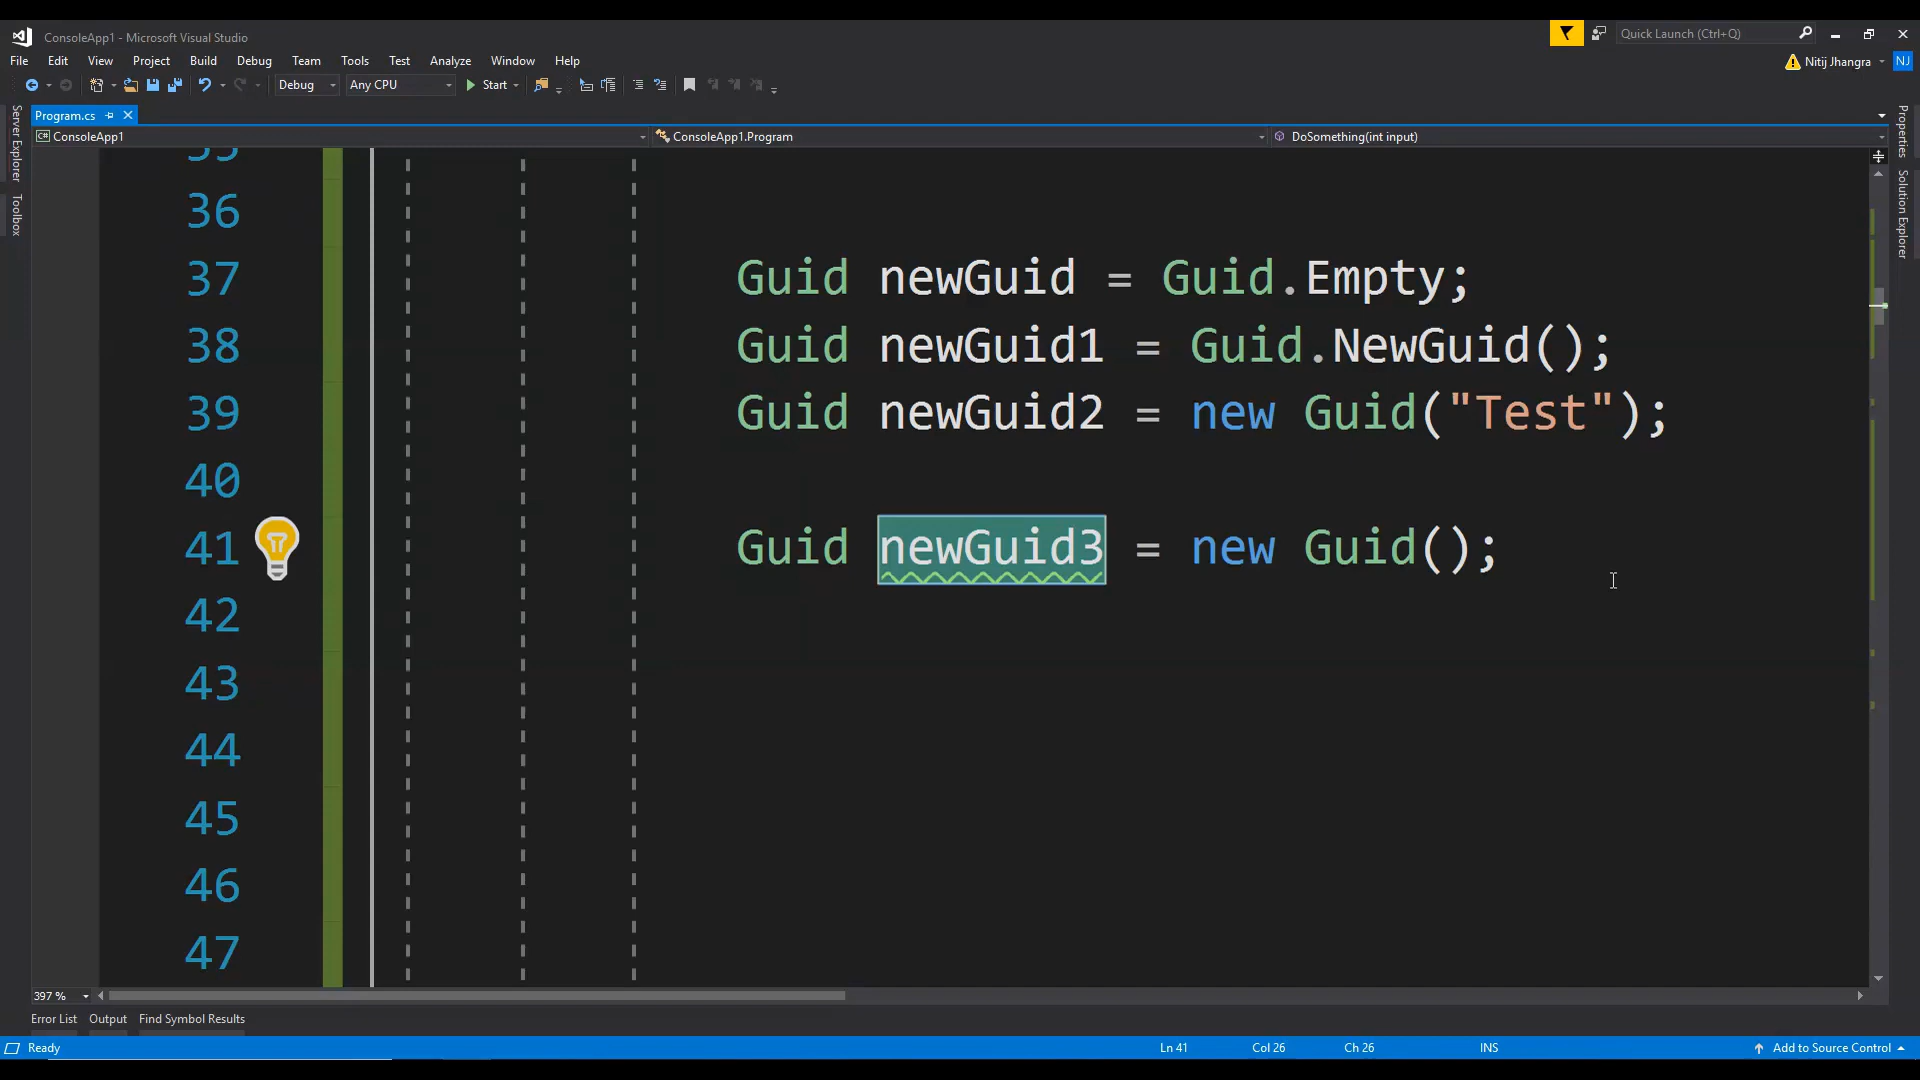 ConsoleApp1 - Microsoft Visual Studio
Quick Launch (Ctrl+Q)
File Edit View Project Build Debug Team Tools Test Analyze Window Help
Nitij Jhangra NJ
Debug Any CPU Start
Program.cs
ConsoleApp1 ConsoleApp1.Program DoSomething(int input)
Server Explorer
Toolbox
Properties
Solution Explorer
35
36
37 Guid newGuid = Guid.Empty;
38 Guid newGuid1 = Guid.NewGuid();
39 Guid newGuid2 = new Guid("Test");
40
41 Guid newGuid3 = new Guid();
42
43
44
45
46
47
397 %
Error List Output Find Symbol Results
Ready Ln 41 Col 26 Ch 26 INS Add to Source Control